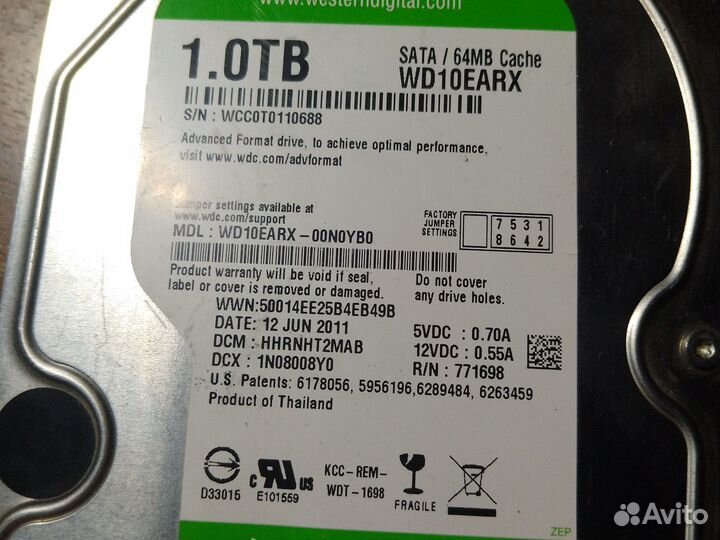 www.westerndigital.com
1.0TB
SATA / 64MB Cache
WD10EARX
S/N : WCC0T0110688
Advanced Format drive, to achieve optimal performance,
visit www.wdc.com/advformat
Jumper settings available at
www.wdc.com/support
FACTORY
JUMPER
SETTINGS
7 5 3 1
8 6 4 2
MDL : WD10EARX-00N0YB0
Product warranty will be void if seal,
label or cover is removed or damaged.
Do not cover
any drive holes.
WWN:50014EE25B4EB49B
DATE: 12 JUN 2011
DCM : HHRNHT2MAB
DCX : 1N08008Y0
5VDC : 0.70A
12VDC : 0.55A
R/N : 771698
U.S. Patents: 6178056, 5956196,6289484, 6263459
Product of Thailand
D33015
c RU us
E101559
KCC-REM-
WDT-1698
FRAGILE
ZEP
Avito